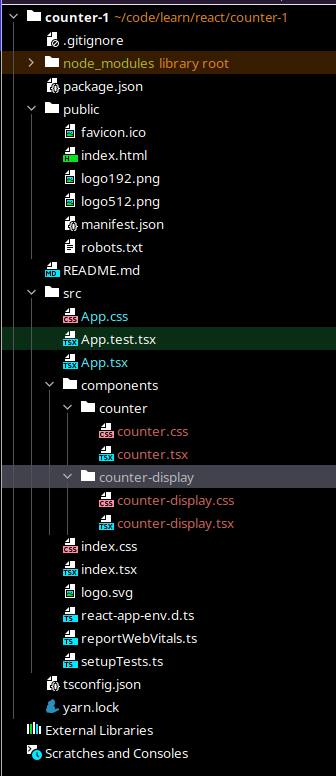 counter-1 ~/code/learn/react/counter-1
.gitignore
node_modules library root
package.json
public
favicon.ico
index.html
logo192.png
logo512.png
manifest.json
robots.txt
README.md
src
App.css
App.test.tsx
App.tsx
components
counter
counter.css
counter.tsx
counter-display
counter-display.css
counter-display.tsx
index.css
index.tsx
logo.svg
react-app-env.d.ts
reportWebVitals.ts
setupTests.ts
tsconfig.json
yarn.lock
External Libraries
Scratches and Consoles